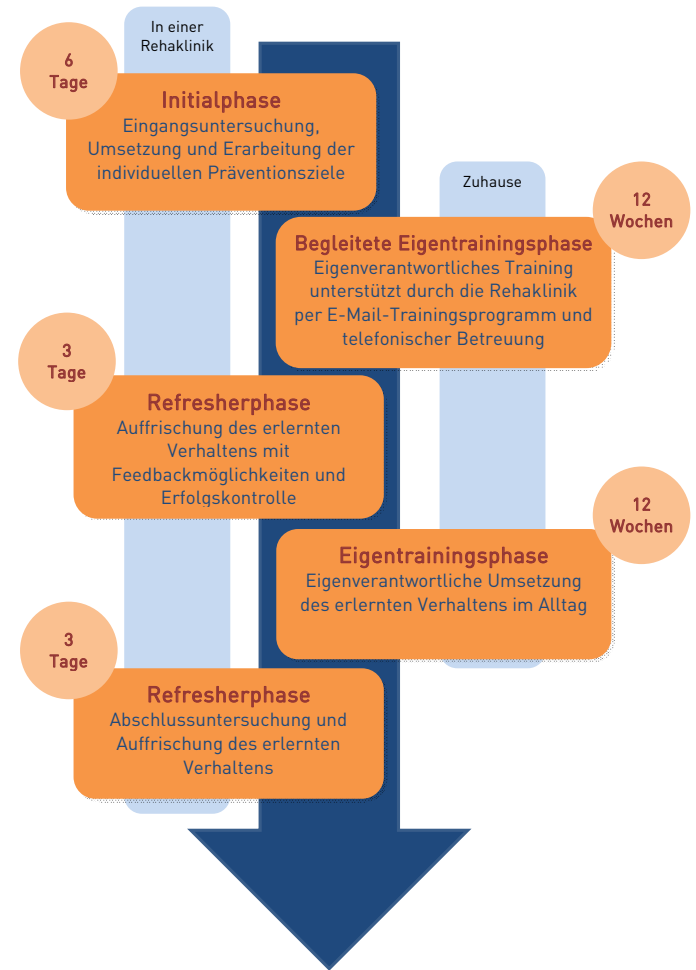 In einer
Rehaklinik
6
Tage
Initialphase
Eingangsuntersuchung,
Umsetzung und Erarbeitung der
individuellen Präventionsziele
Zuhause
12
Wochen
Begleitete Eigentrainingsphase
Eigenverantwortliches Training
unterstützt durch die Rehaklinik
per E-Mail-Trainingsprogramm und
telefonischer Betreuung
3
Tage
Refresherphase
Auffrischung des erlernten
Verhaltens mit
Feedbackmöglichkeiten und
Erfolgskontrolle
12
Wochen
Eigentrainingsphase
Eigenverantwortliche Umsetzung
des erlernten Verhaltens im Alltag
3
Tage
Refresherphase
Abschlussuntersuchung und
Auffrischung des erlernten
Verhaltens